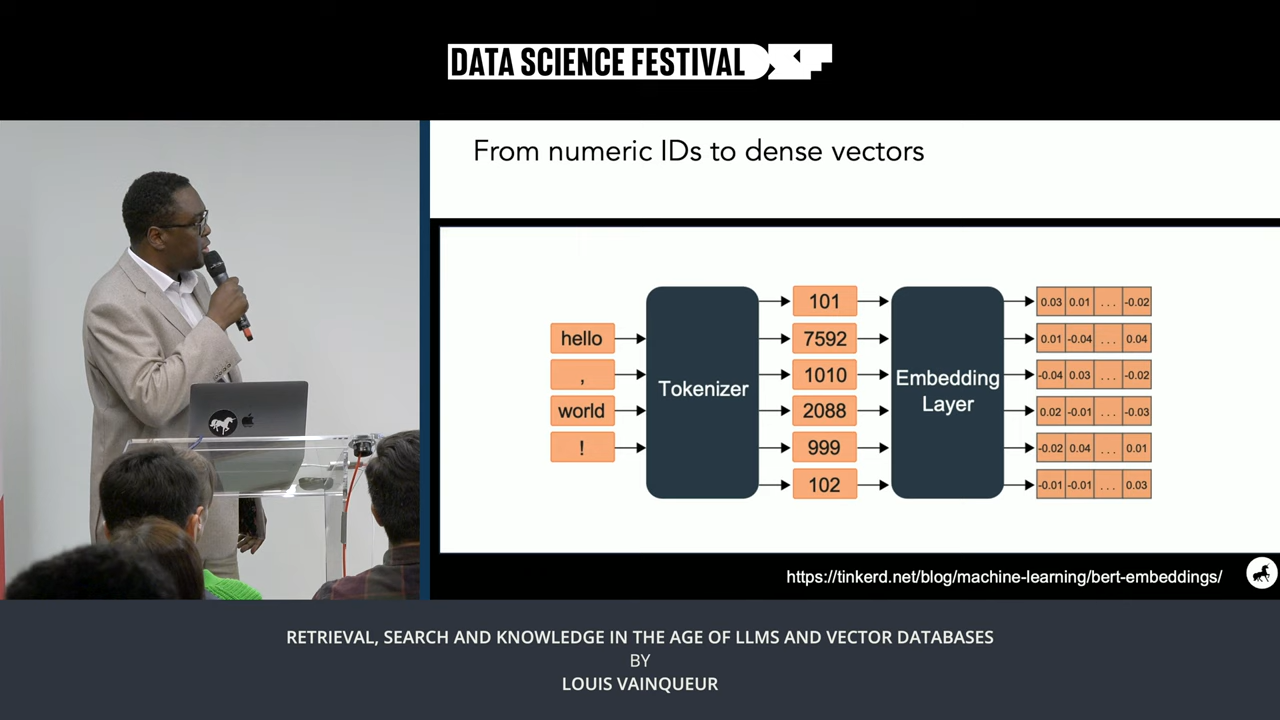 DATA SCIENCE FESTIVAL
From numeric IDs to dense vectors
hello
,
world
!
Tokenizer
101
7592
1010
2088
999
102
Embedding
Layer
0.03 0.01 ... -0.02
0.01 -0.04 ... 0.04
-0.04 0.03 ... -0.02
0.02 -0.01 ... -0.03
-0.02 0.04 ... 0.01
-0.01 -0.01 ... 0.03
https://tinkerd.net/blog/machine-learning/bert-embeddings/
RETRIEVAL, SEARCH AND KNOWLEDGE IN THE AGE OF LLMS AND VECTOR DATABASES
BY
LOUIS VAINQUEUR